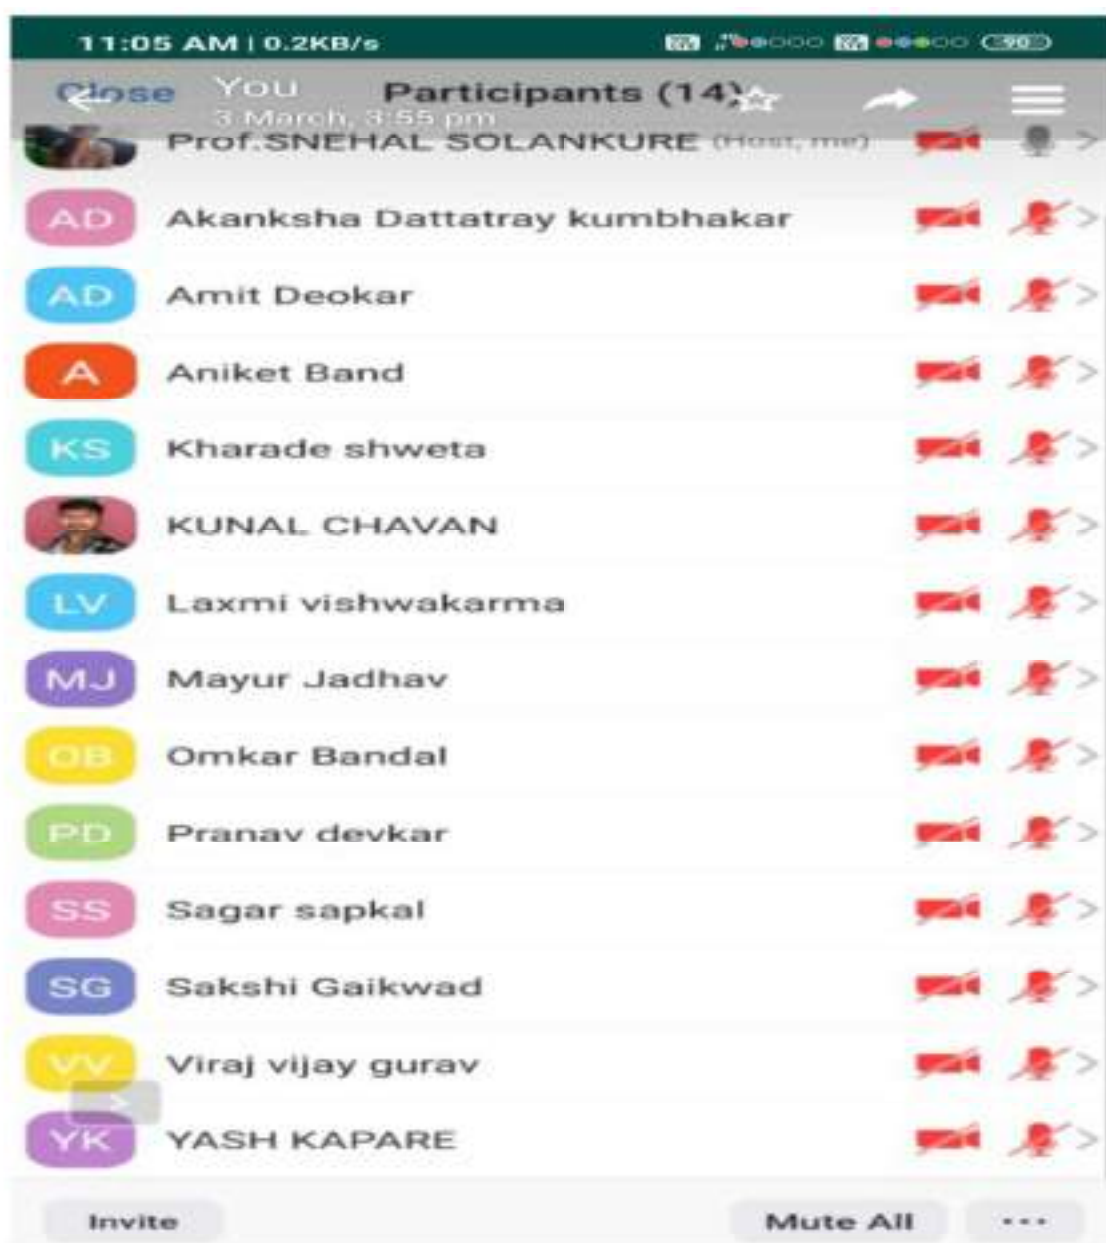 11:05 AM | 0.2KB/s 90
Close You Participants (14)
3 March, 3:55 pm
Prof.SNEHAL SOLANKURE (Host, me)
AD Akanksha Dattatray kumbhakar
AD Amit Deokar
A Aniket Band
KS Kharade shweta
KUNAL CHAVAN
LV Laxmi vishwakarma
MJ Mayur Jadhav
OB Omkar Bandal
PD Pranav devkar
SS Sagar sapkal
SG Sakshi Gaikwad
VV Viraj vijay gurav
YK YASH KAPARE
Invite Mute All ...